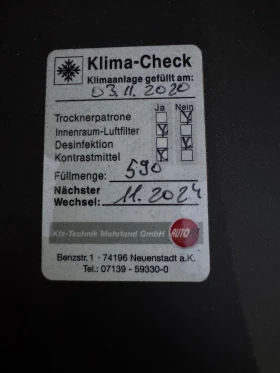 Klima-Check
Klimaanlage gefüllt am:
03.11.2020
Ja Nein
Trocknerpatrone
Innenraum-Luftfilter
Desinfektion
Kontrastmittel
Füllmenge: 590
Nächster
Wechsel: 11.2024
Kfz-Technik Mohrland GmbH AUTO
Benzstr.1 · 74196 Neuenstadt a.K.
Tel.: 07139 - 59330-0